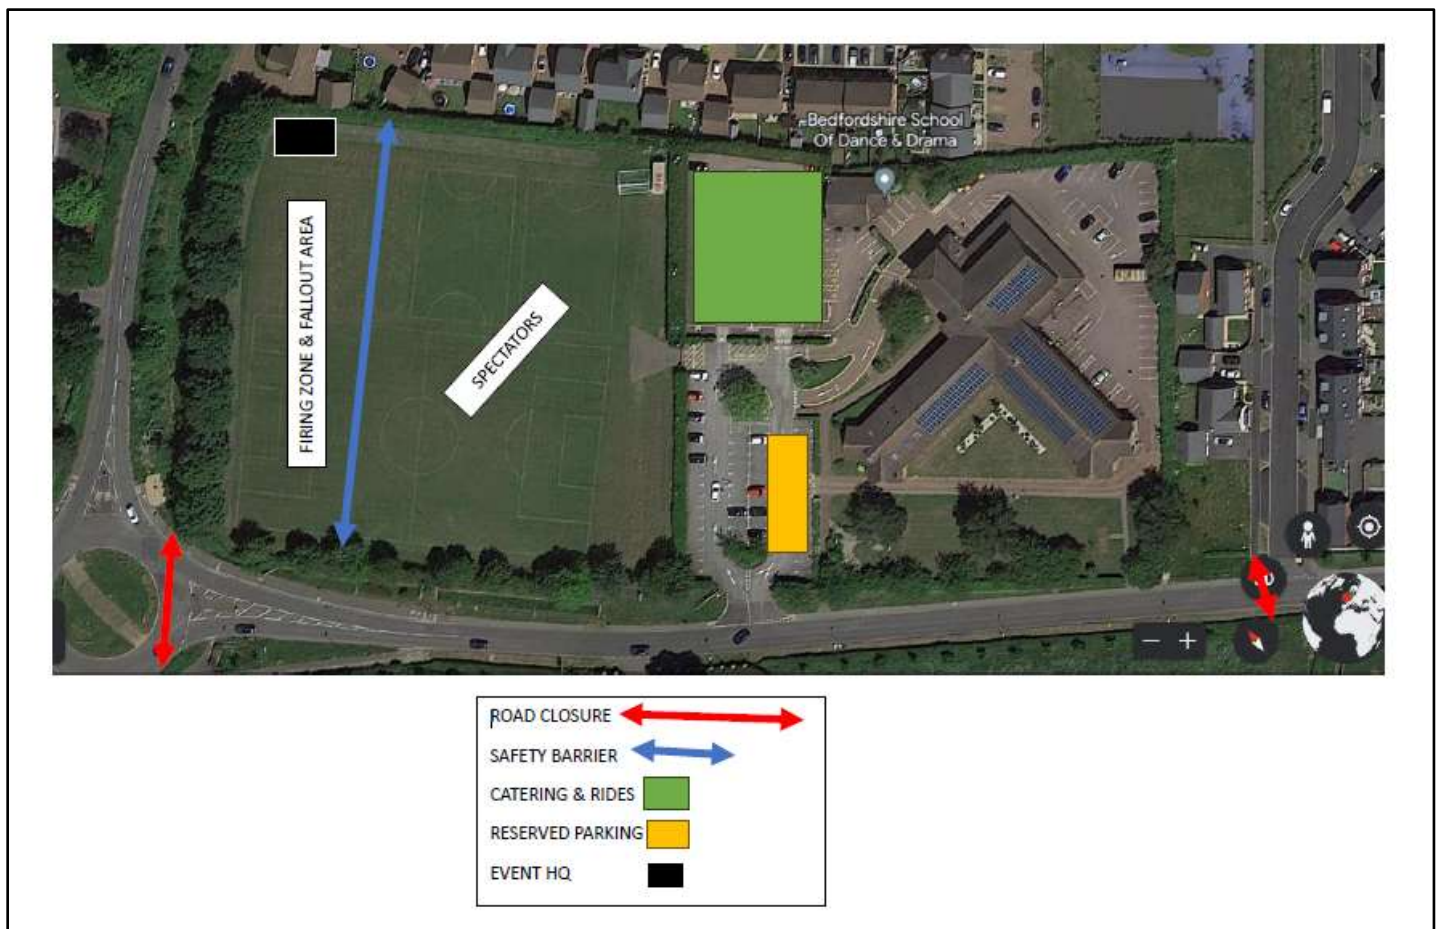 Bedfordshire School
Of Dance & Drama
FIRING ZONE & FALLOUT AREA
SPECTATORS
ROAD CLOSURE
SAFETY BARRIER
CATERING & RIDES
RESERVED PARKING
EVENT HQ